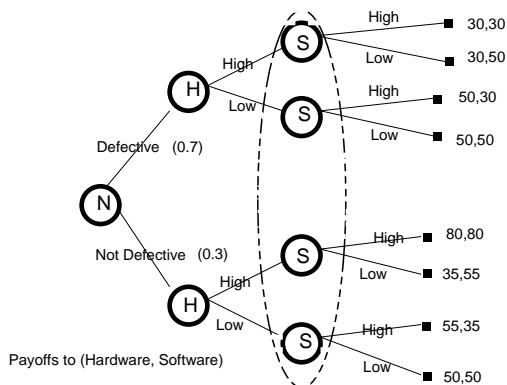 High 30,30
S
High Low 30,50
H
Low High 50,30
S
Low 50,50
Defective (0.7)
N
Not Defective (0.3)
High 80,80
S
High Low 35,55
H
Low High 55,35
S
Low 50,50
Payoffs to (Hardware, Software)